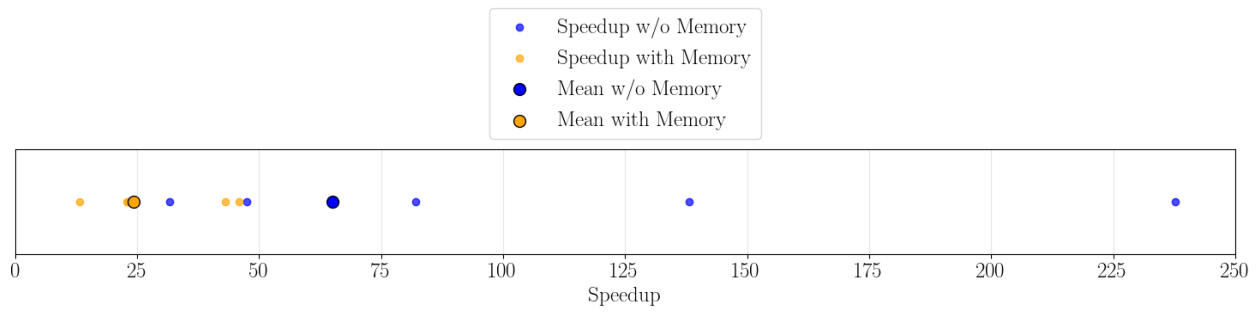 Speedup w/o Memory
Speedup with Memory
Mean w/o Memory
Mean with Memory
0 25 50 75 100 125 150 175 200 225 250
Speedup